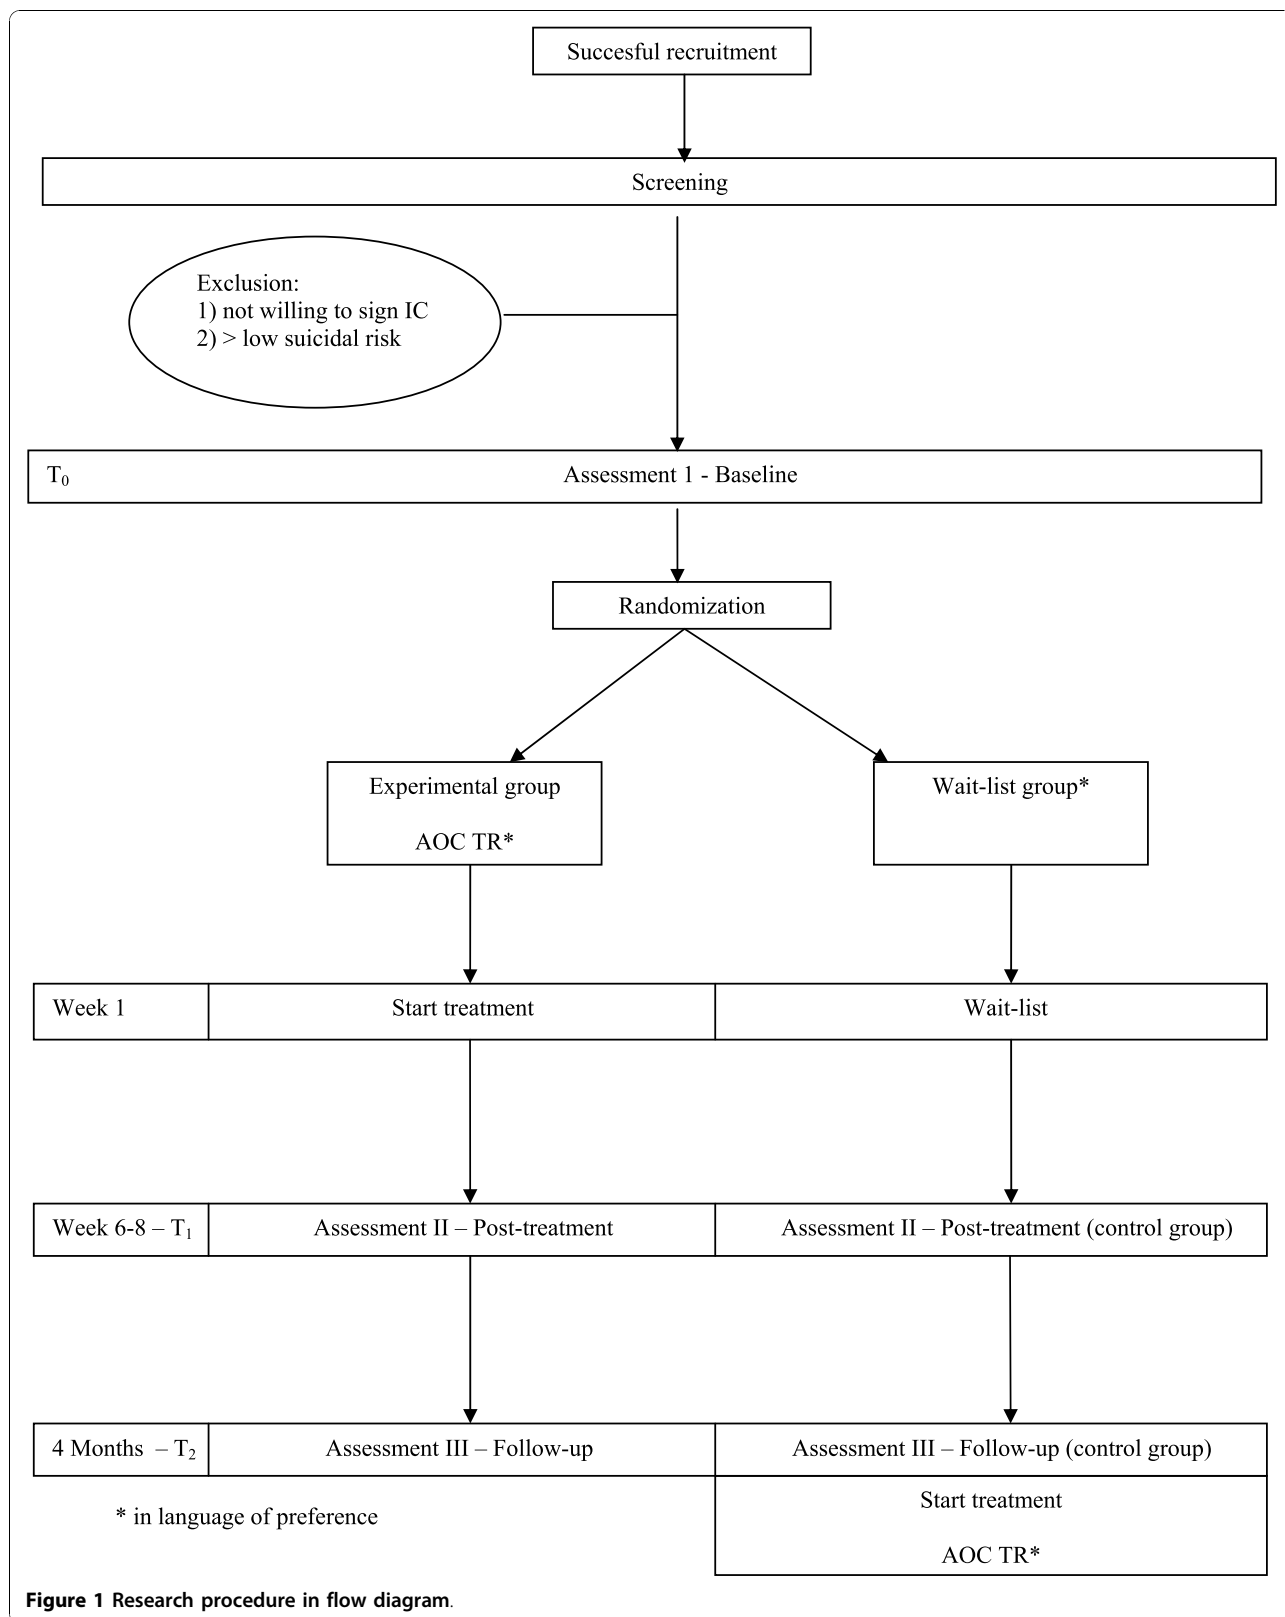 Succesful recruitment
Screening
Exclusion:
1) not willing to sign IC
2) > low suicidal risk
T₀ Assessment 1 - Baseline
Randomization
Experimental group
AOC TR*
Wait-list group*
Week 1 Start treatment Wait-list
Week 6-8 – T₁ Assessment II – Post-treatment Assessment II – Post-treatment (control group)
4 Months – T₂ Assessment III – Follow-up Assessment III – Follow-up (control group)
Start treatment
AOC TR*
* in language of preference
Figure 1 Research procedure in flow diagram.